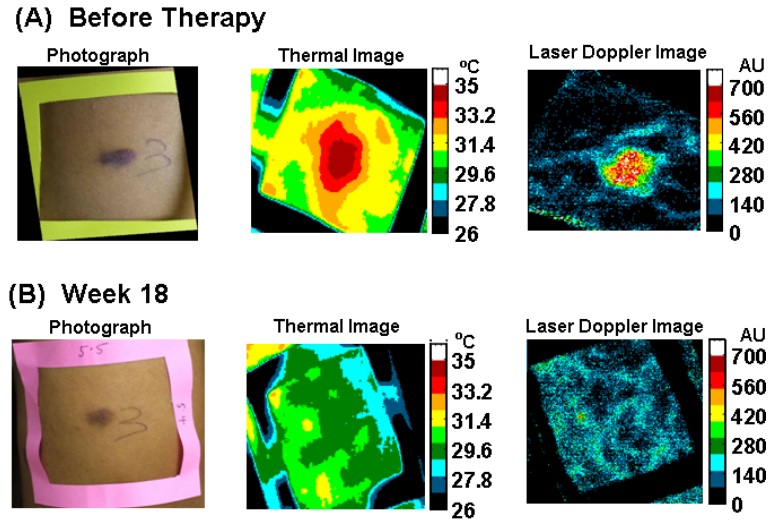 (A) Before Therapy
Photograph
Thermal Image
Laser Doppler Image
3
ºC
35
33.2
31.4
29.6
27.8
26
AU
700
560
420
280
140
0
(B) Week 18
Photograph
Thermal Image
Laser Doppler Image
5.5
3
ºC
35
33.2
31.4
29.6
27.8
26
AU
700
560
420
280
140
0